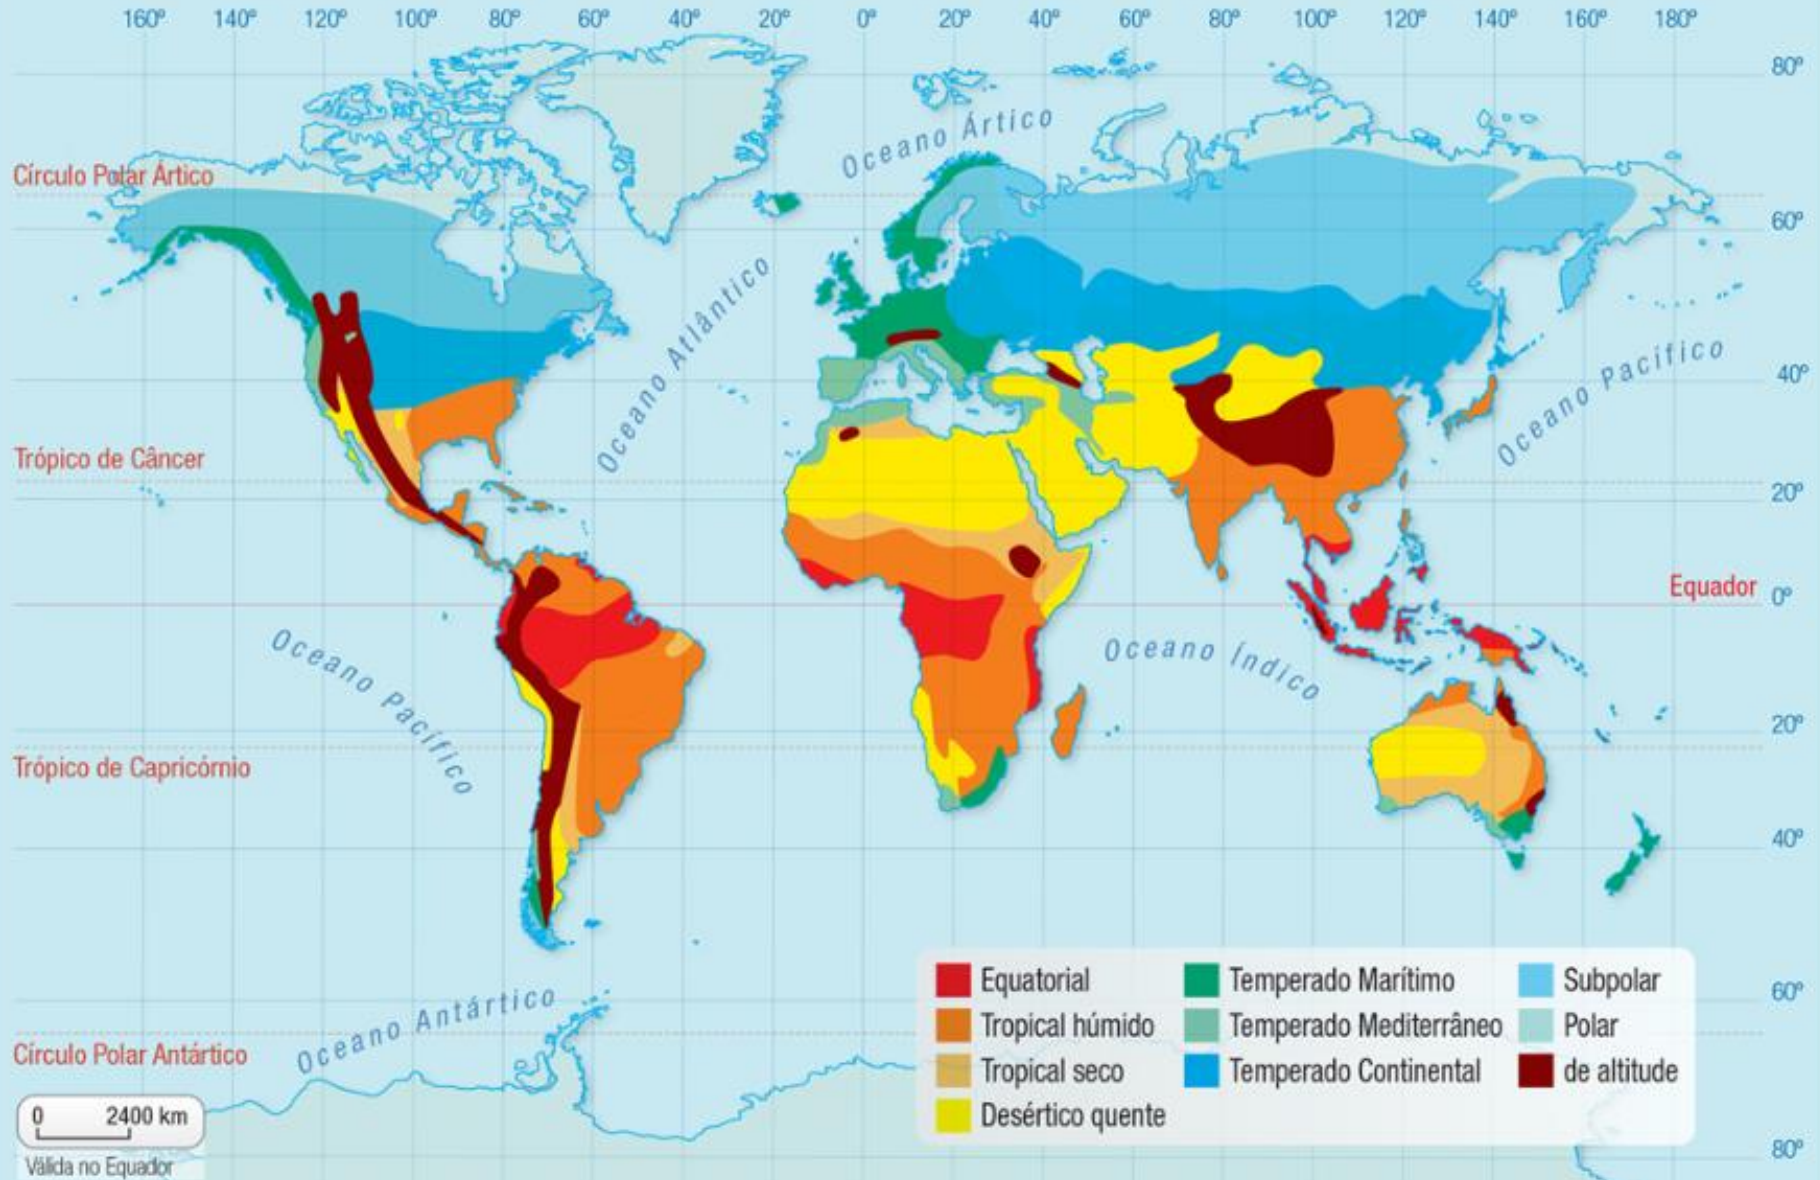 160º 140º 120º 100º 80º 60º 40º 20º 0º 20º 40º 60º 80º 100º 120º 140º 160º 180º
80º
Oceano Ártico
Círculo Polar Ártico
60º
Oceano Atlântico
Oceano Pacífico
40º
Trópico de Câncer
20º
Equador
0º
Oceano Pacífico
Oceano Índico
20º
Trópico de Capricórnio
40º
Equatorial
Tropical húmido
Tropical seco
Desértico quente
Temperado Marítimo
Temperado Mediterrâneo
Temperado Continental
Subpolar
Polar
de altitude
60º
Oceano Antártico
Círculo Polar Antártico
0 2400 km
Válida no Equador
80º